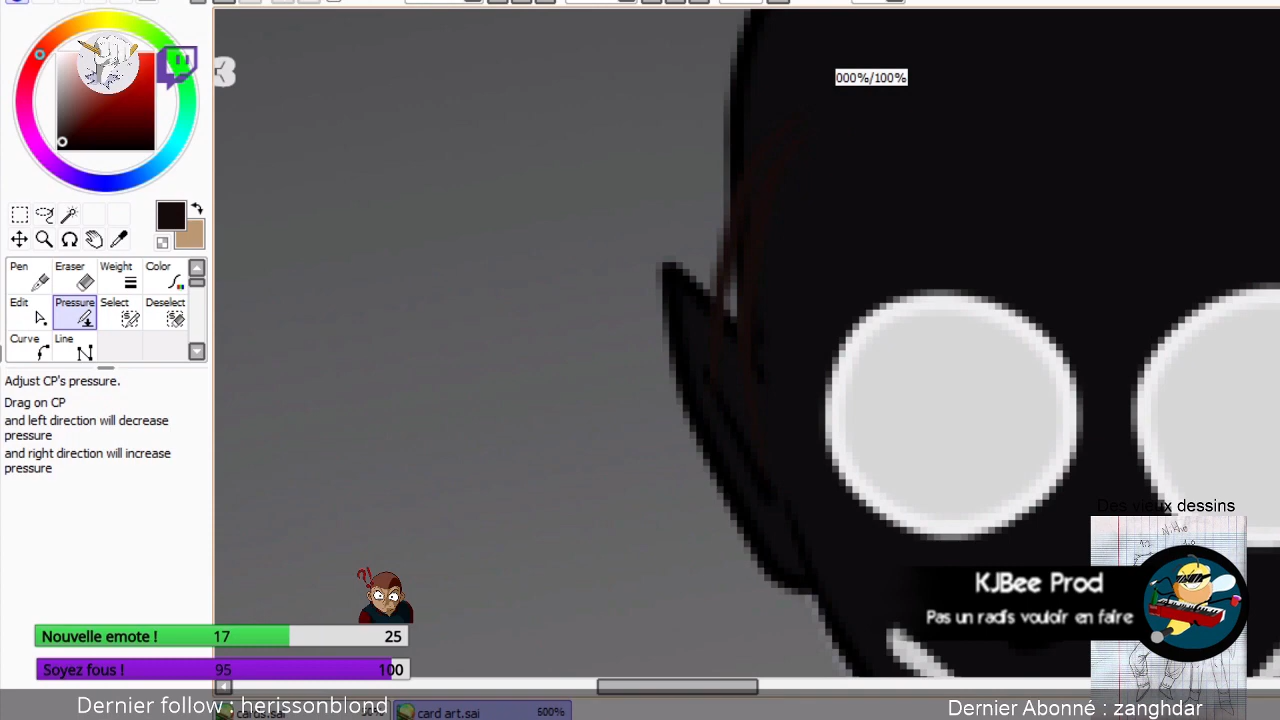 000%/100%
Pen
Eraser
Weight
Color
Edit
Pressure
Select
Deselect
Curve
Line
Adjust CP's pressure.
Drag on CP
and left direction will decrease
pressure
and right direction will increase
pressure
Des vieux dessins
KJBee Prod
Pas un radis vouloir en faire
Nouvelle emote !
17
25
Soyez fous !
95
100
Dernier follow : herissonblond
cards.sai
card art.sai
600%
Dernier Abonné : zanghdar